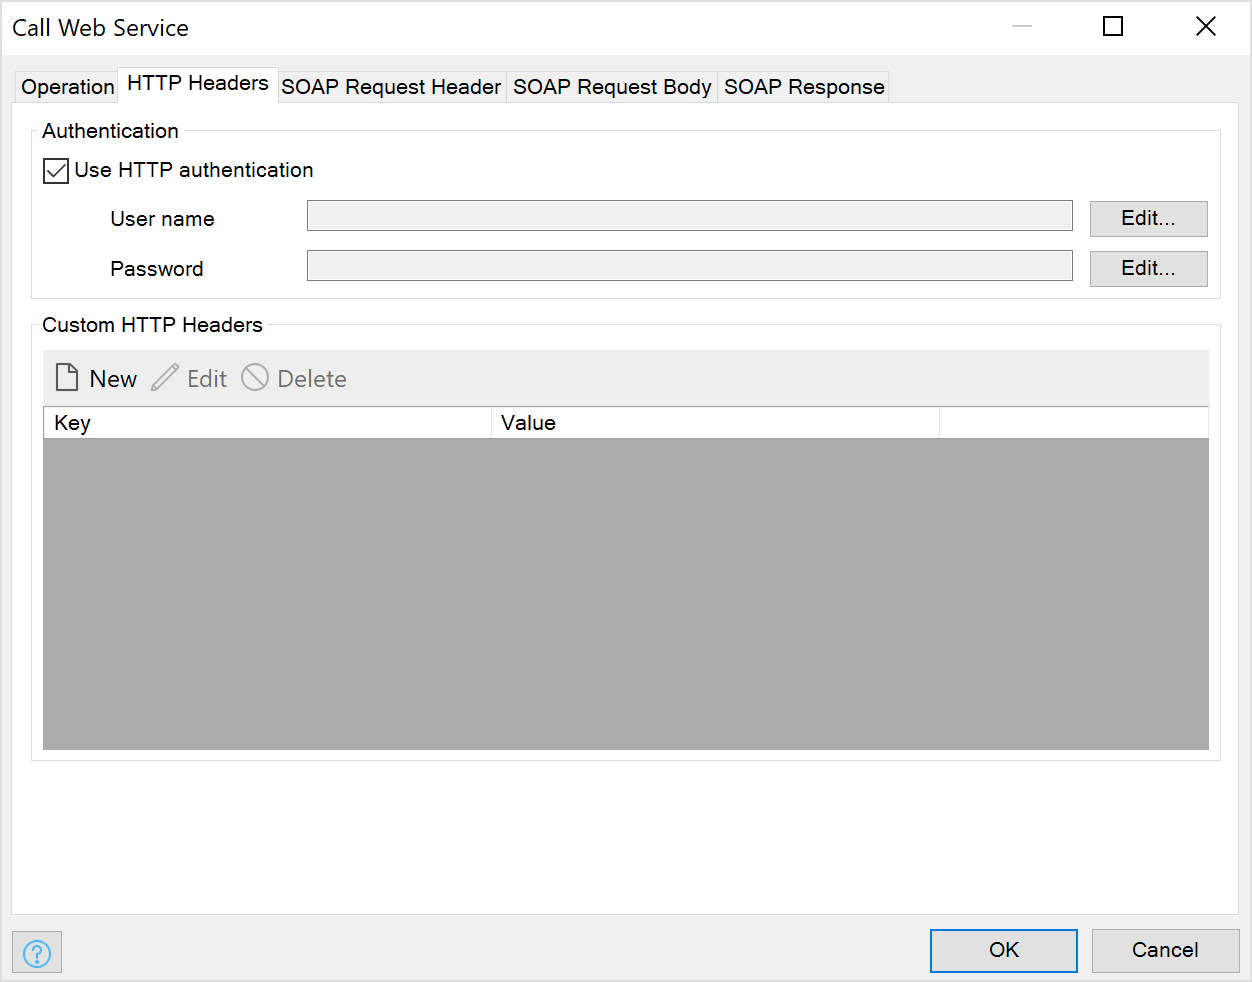 Call Web Service
Operation HTTP Headers SOAP Request Header SOAP Request Body SOAP Response
Authentication
Use HTTP authentication
User name Edit...
Password Edit...
Custom HTTP Headers
New Edit Delete
Key Value
? OK Cancel